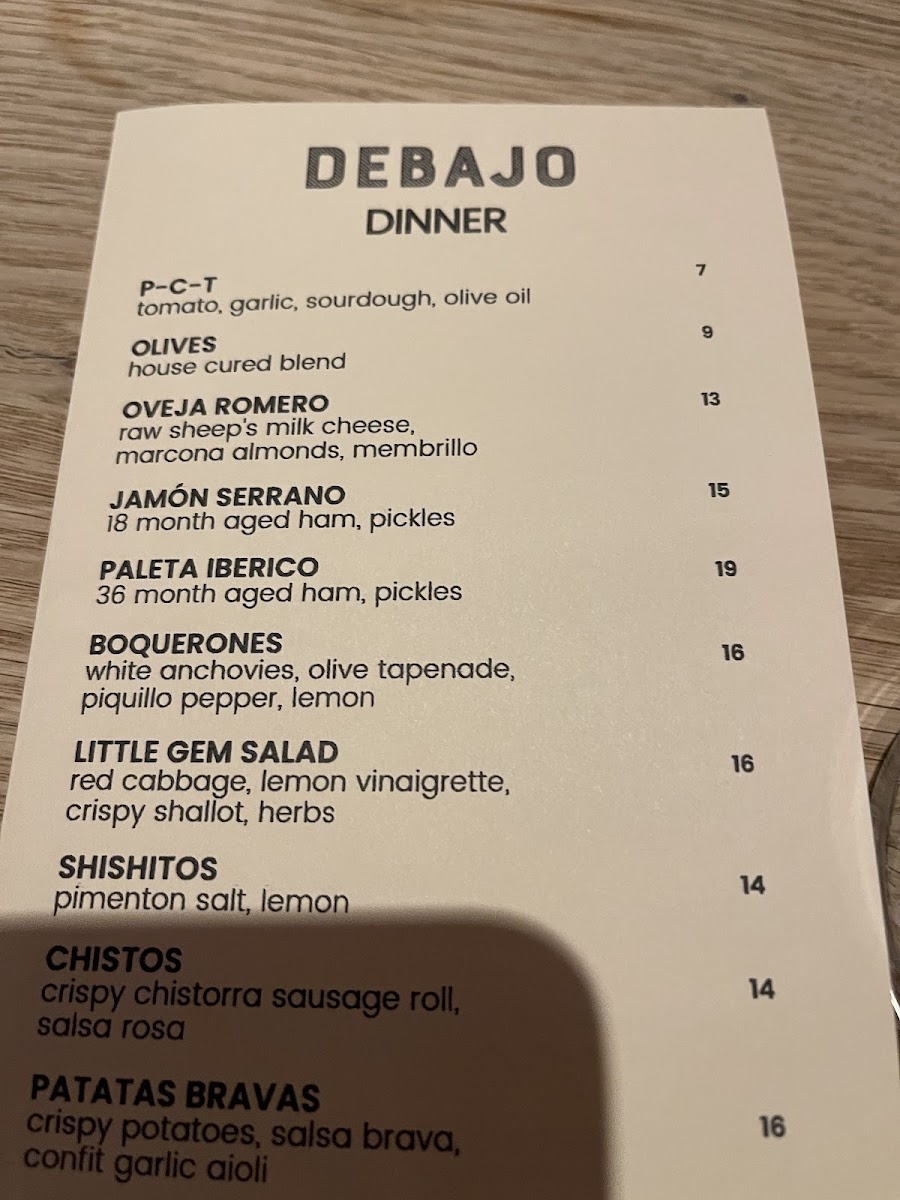 DEBAJO
DINNER
P-C-T 7
tomato, garlic, sourdough, olive oil
OLIVES 9
house cured blend
OVEJA ROMERO 13
raw sheep's milk cheese,
marcona almonds, membrillo
JAMÓN SERRANO 15
18 month aged ham, pickles
PALETA IBERICO 19
36 month aged ham, pickles
BOQUERONES 16
white anchovies, olive tapenade,
piquillo pepper, lemon
LITTLE GEM SALAD 16
red cabbage, lemon vinaigrette,
crispy shallot, herbs
SHISHITOS 14
pimenton salt, lemon
CHISTOS 14
crispy chistorra sausage roll,
salsa rosa
PATATAS BRAVAS 16
crispy potatoes, salsa brava,
confit garlic aioli